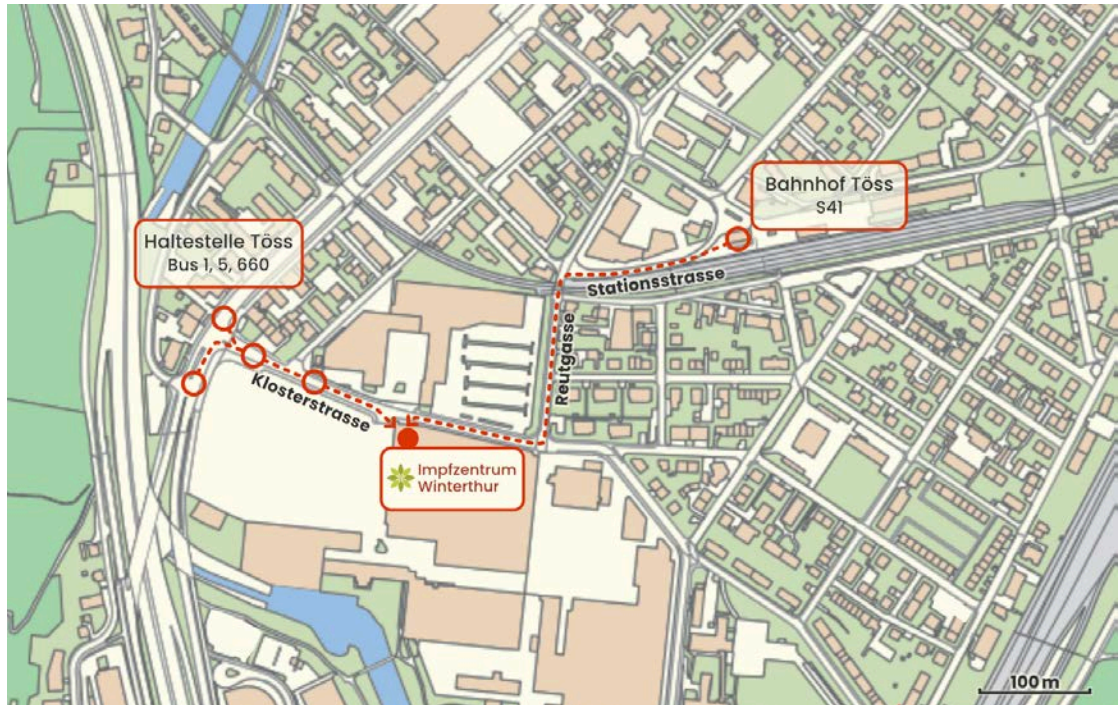 Bahnhof Töss
S41
Haltestelle Töss
Bus 1, 5, 660
Stationsstrasse
Reutgasse
Klosterstrasse
Impfzentrum
Winterthur
100 m